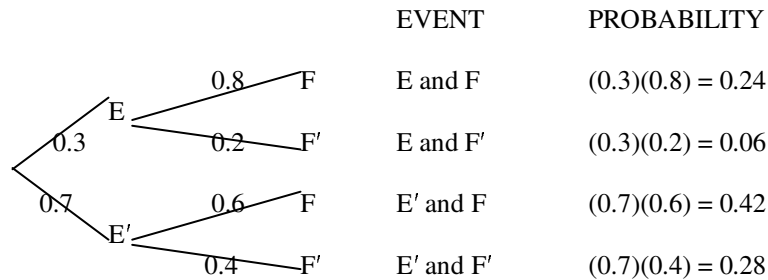 EVENT PROBABILITY
0.8 F E and F (0.3)(0.8) = 0.24
E
0.3 0.2 F′ E and F′ (0.3)(0.2) = 0.06
0.7 0.6 F E′ and F (0.7)(0.6) = 0.42
E′
0.4 F′ E′ and F′ (0.7)(0.4) = 0.28